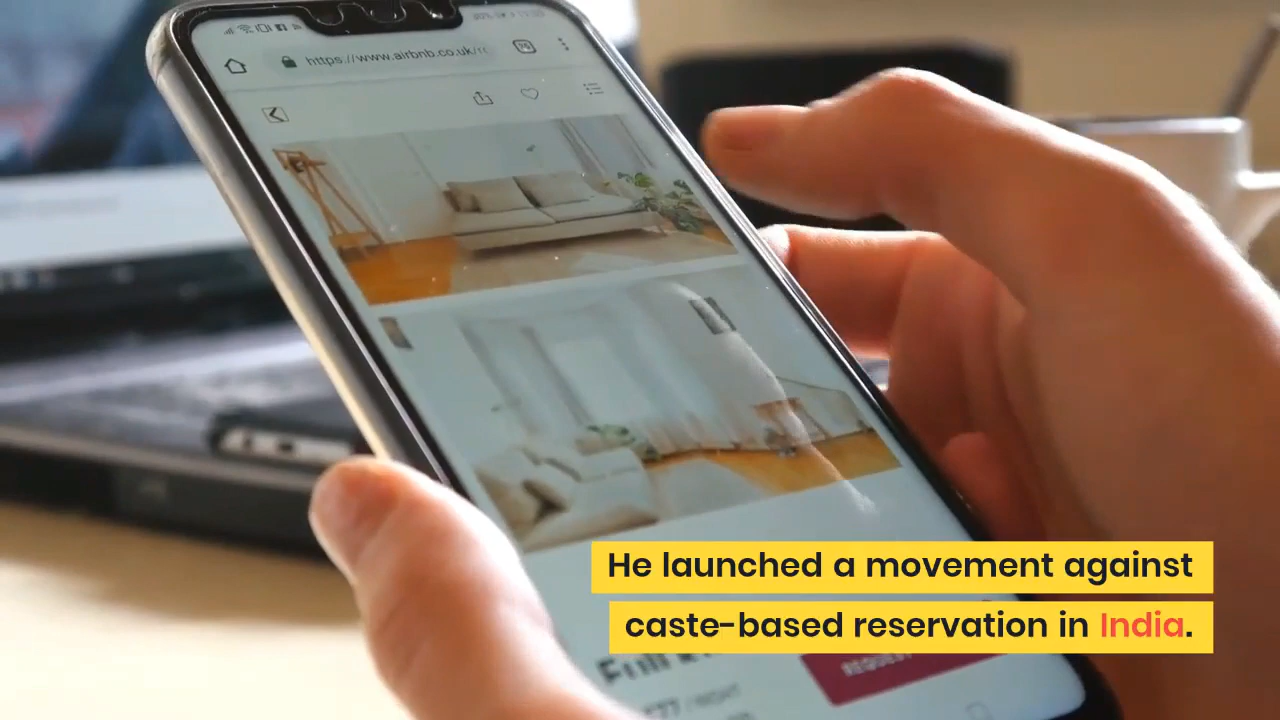 https://www.airbnb.co.uk/r
He launched a movement against
caste-based reservation in India.